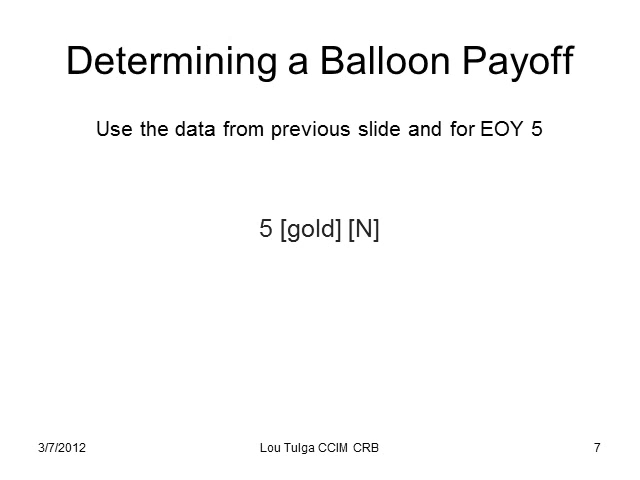 Determining a Balloon Payoff
Use the data from previous slide and for EOY 5
5 [gold] [N]
3/7/2012
Lou Tulga CCIM CRB
7